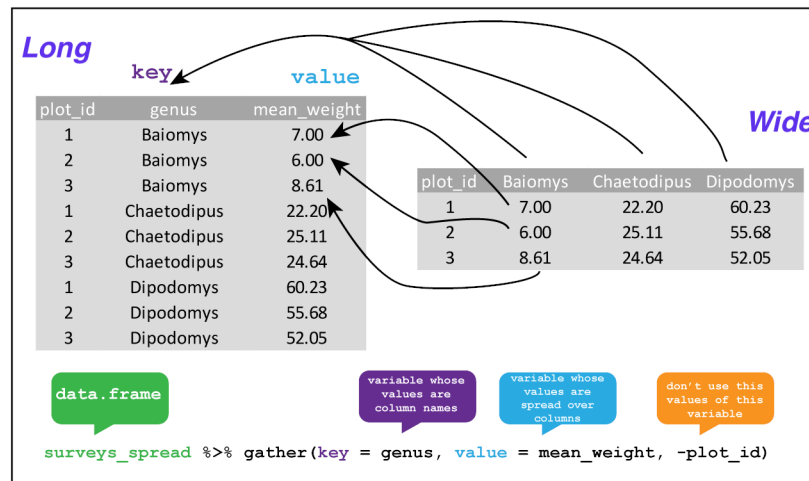 Long
key
value
plot_id genus mean_weight
1 Baiomys 7.00
2 Baiomys 6.00
3 Baiomys 8.61
1 Chaetodipus 22.20
2 Chaetodipus 25.11
3 Chaetodipus 24.64
1 Dipodomys 60.23
2 Dipodomys 55.68
3 Dipodomys 52.05
Wide
plot_id Baiomys Chaetodipus Dipodomys
1 7.00 22.20 60.23
2 6.00 25.11 55.68
3 8.61 24.64 52.05
data.frame
variable whose
values are
column names
variable whose
values are
spread over
columns
don't use this
values of this
variable
surveys_spread %>% gather(key = genus, value = mean_weight, -plot_id)